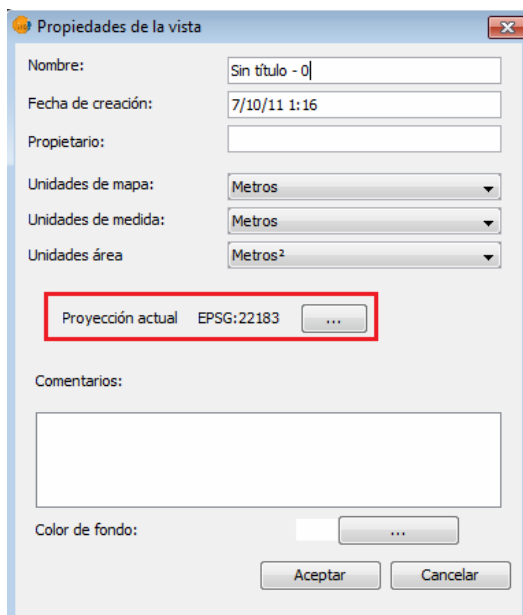 Propiedades de la vista
Nombre: Sin título - 0
Fecha de creación: 7/10/11 1:16
Propietario:
Unidades de mapa: Metros
Unidades de medida: Metros
Unidades área Metros²
Proyección actual EPSG:22183 ...
Comentarios:
Color de fondo: ...
Aceptar Cancelar